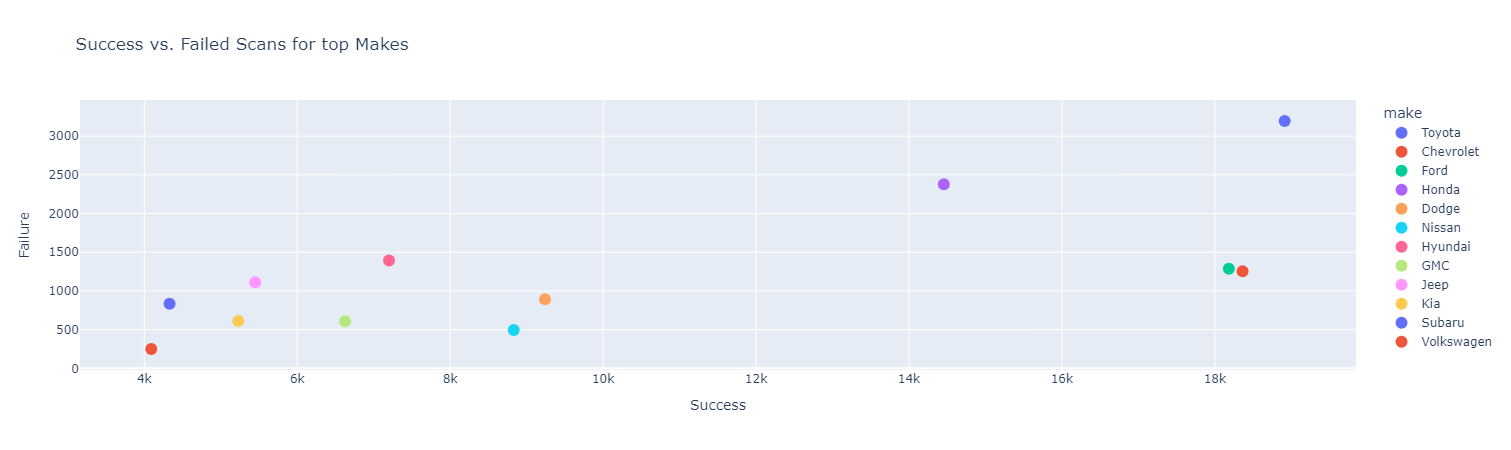 Success vs. Failed Scans for top Makes
Failure
3000
2500
2000
1500
1000
500
0
4k 6k 8k 10k 12k 14k 16k 18k
Success
make
Toyota
Chevrolet
Ford
Honda
Dodge
Nissan
Hyundai
GMC
Jeep
Kia
Subaru
Volkswagen